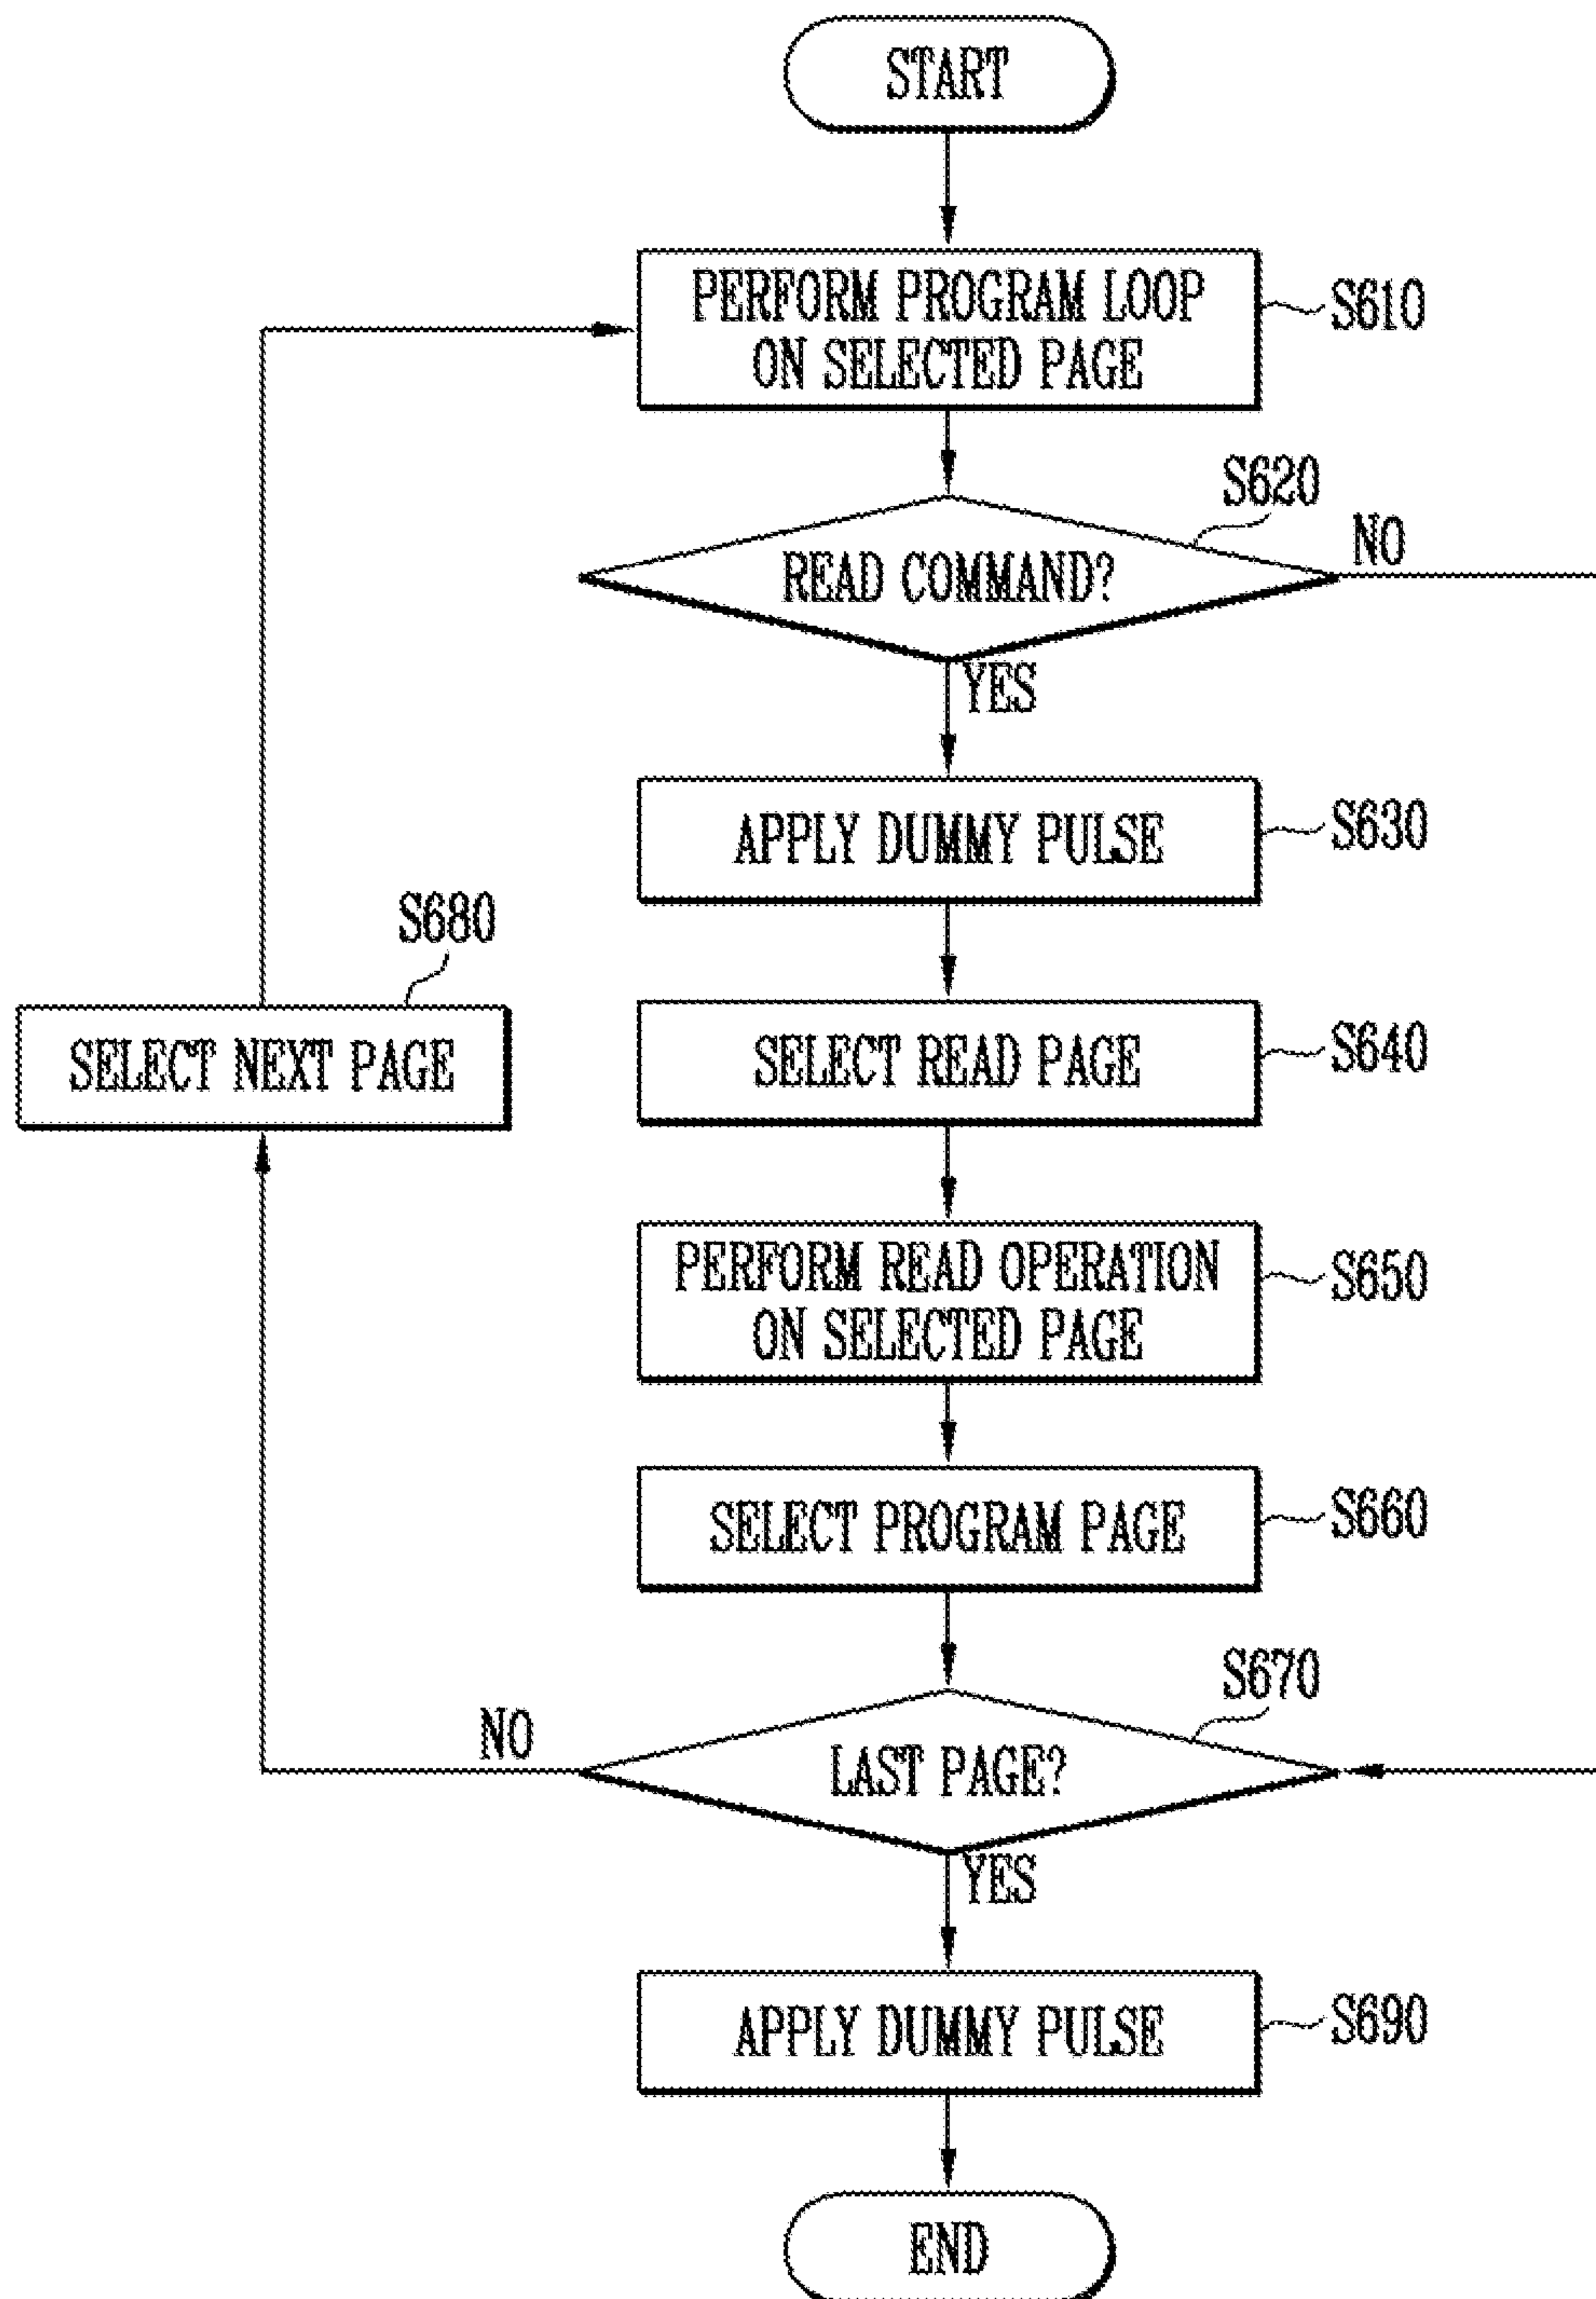 START
PERFORM PROGRAM LOOP
ON SELECTED PAGE
S610
S620
READ COMMAND?
NO
YES
APPLY DUMMY PULSE
S630
S680
SELECT NEXT PAGE
SELECT READ PAGE
S640
PERFORM READ OPERATION
ON SELECTED PAGE
S650
SELECT PROGRAM PAGE
S660
S670
NO
LAST PAGE?
YES
APPLY DUMMY PULSE
S690
END